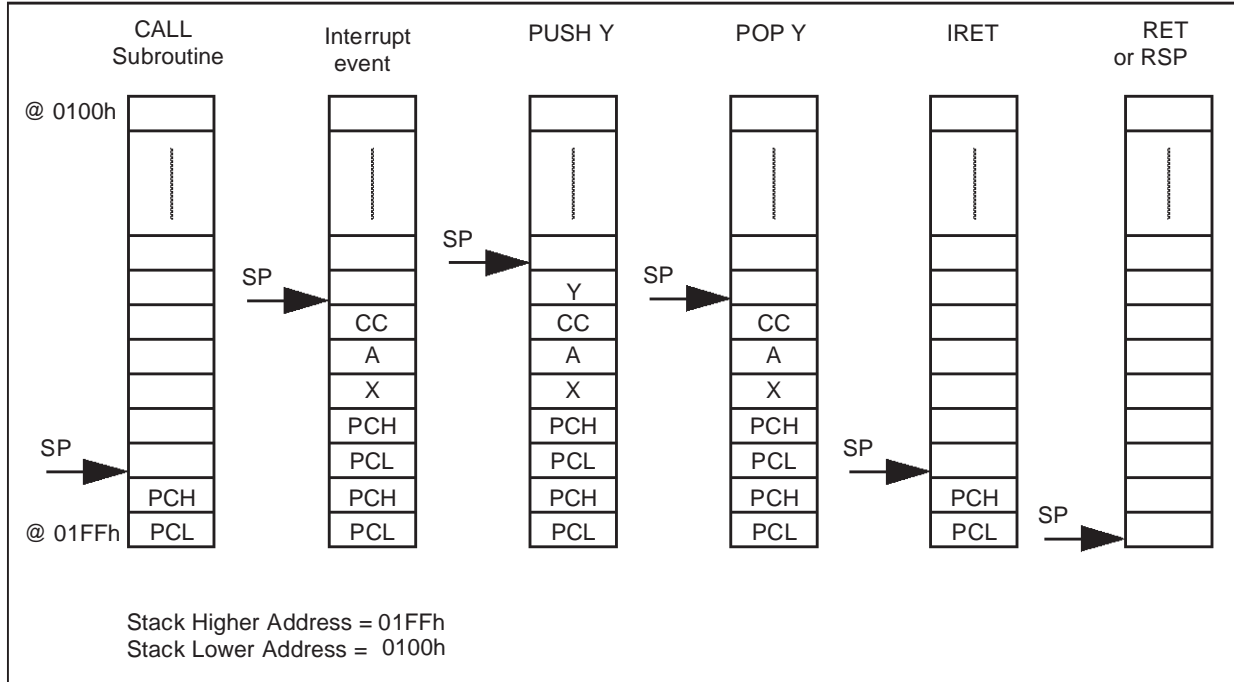 CALL
Subroutine
Interrupt
event
PUSH Y
POP Y
IRET
RET
or RSP
@ 0100h
SP
SP
SP
Y
CC
CC
CC
A
A
A
X
X
X
PCH
PCH
PCH
SP
SP
PCL
PCL
PCL
PCH
PCH
PCH
PCH
PCH
SP
@ 01FFh
PCL
PCL
PCL
PCL
PCL
Stack Higher Address = 01FFh
Stack Lower Address = 0100h